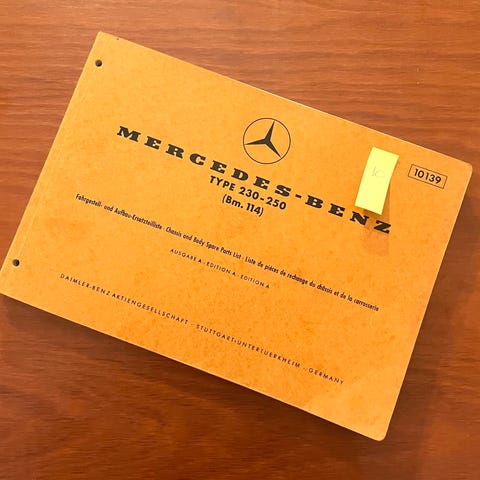 10
10139
MERCEDES-BENZ
TYPE 230-250
(Bm. 114)
Fahrgestell- und Aufbau-Ersatzteilliste · Chassis and Body Spare Parts List · Liste de pièces de rechange du châssis et de la carrosserie
AUSGABE A · EDITION A · EDITION A
DAIMLER-BENZ AKTIENGESELLSCHAFT · STUTTGART-UNTERTUERKHEIM · GERMANY